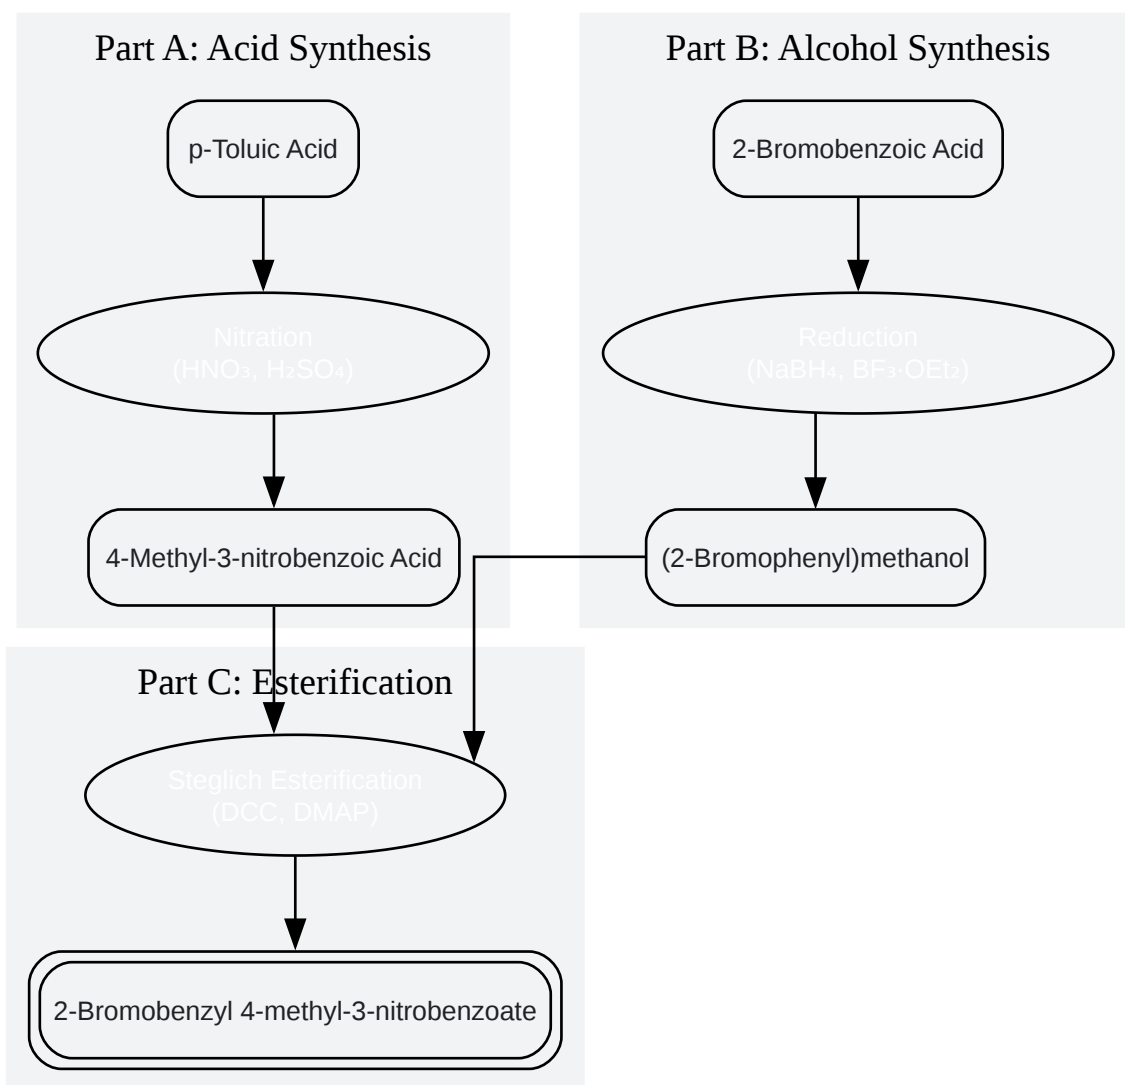 Part A: Acid Synthesis
p-Toluic Acid
Nitration
(HNO₃, H₂SO₄)
4-Methyl-3-nitrobenzoic Acid
Part B: Alcohol Synthesis
2-Bromobenzoic Acid
Reduction
(NaBH₄, BF₃·OEt₂)
(2-Bromophenyl)methanol
Part C: Esterification
Steglich Esterification
(DCC, DMAP)
2-Bromobenzyl 4-methyl-3-nitrobenzoate